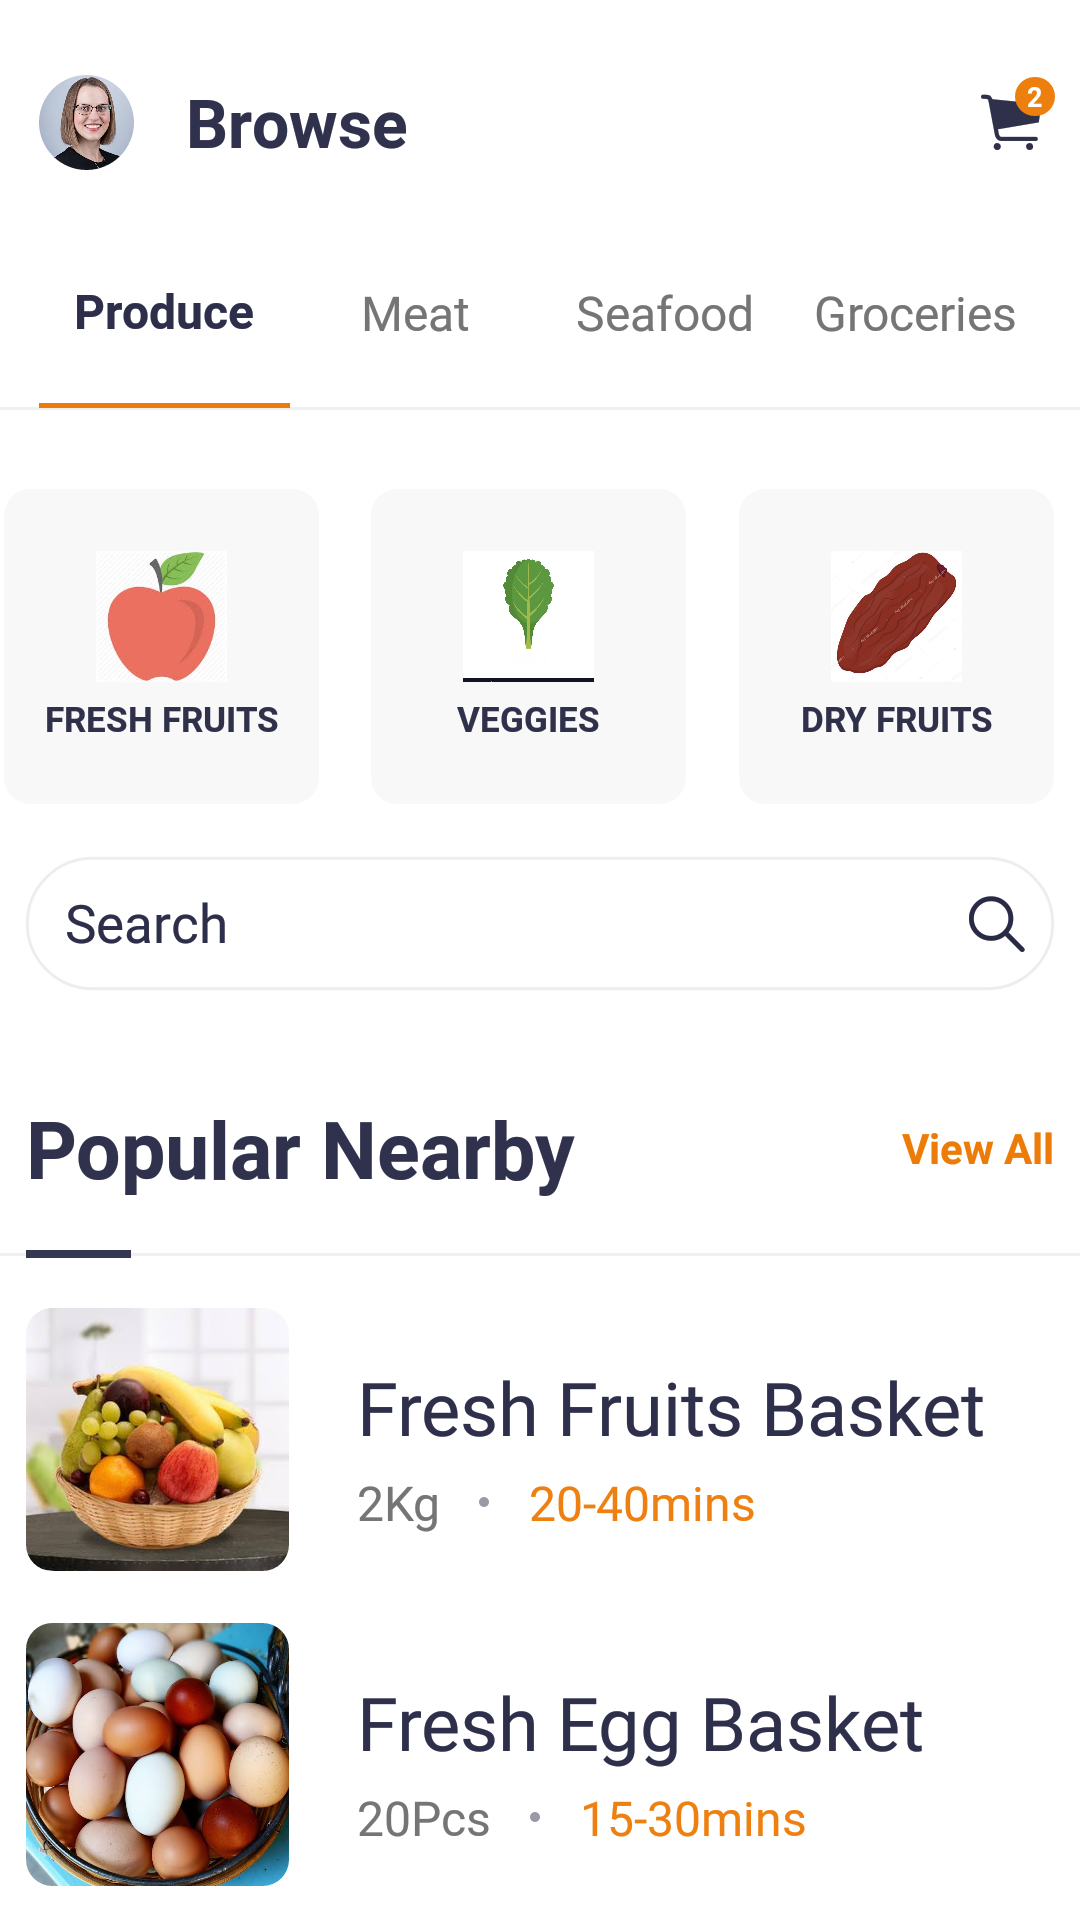 Browse
2
Produce
Meat
Seafood
Groceries
FRESH FRUITS
VEGGIES
DRY FRUITS
Search
Popular Nearby
View All
Fresh Fruits Basket
2Kg • 20-40mins
Fresh Egg Basket
20Pcs • 15-30mins